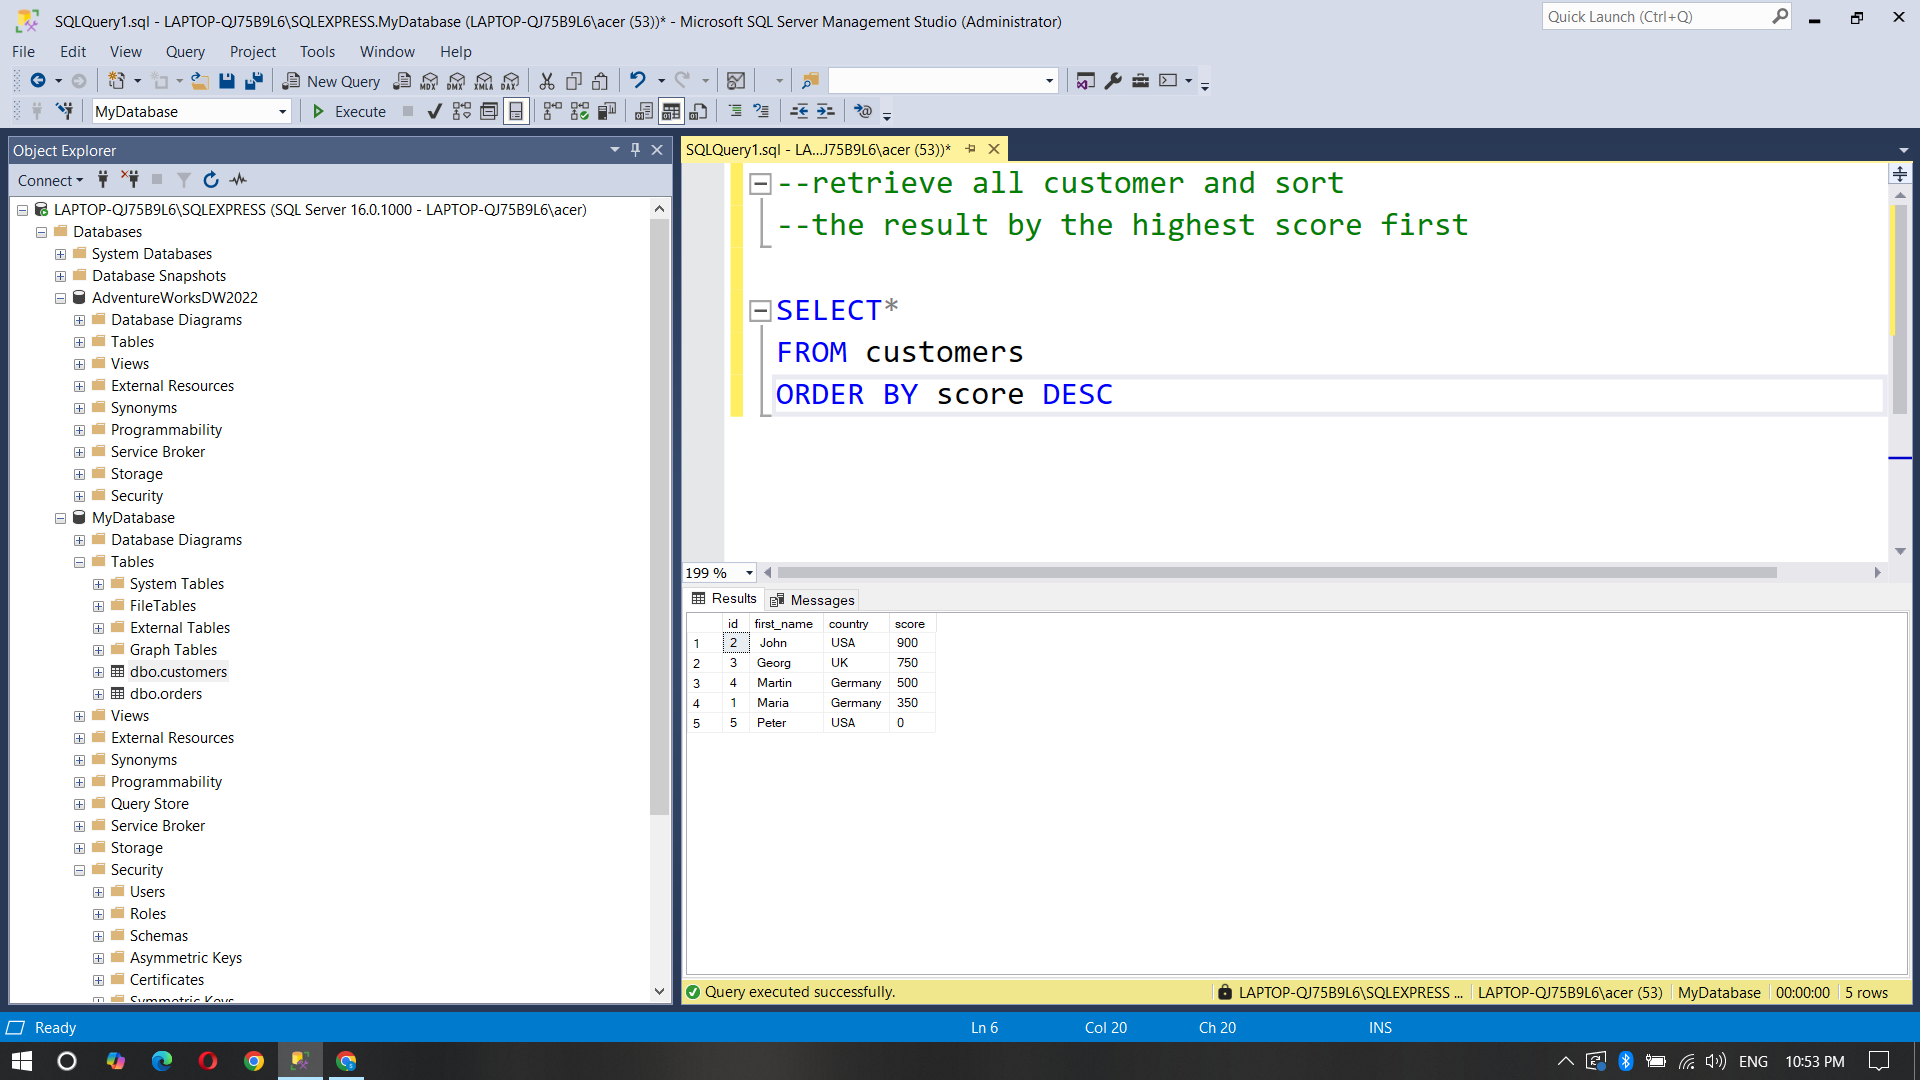 SQLQuery1.sql - LAPTOP-QJ75B9L6\SQLEXPRESS.MyDatabase (LAPTOP-QJ75B9L6\acer (53))* - Microsoft SQL Server Management Studio (Administrator)
Quick Launch (Ctrl+Q)
File Edit View Query Project Tools Window Help
New Query MDX DMX XMLA DAX
MyDatabase Execute
Object Explorer
Connect
LAPTOP-QJ75B9L6\SQLEXPRESS (SQL Server 16.0.1000 - LAPTOP-QJ75B9L6\acer)
Databases
System Databases
Database Snapshots
AdventureWorksDW2022
Database Diagrams
Tables
Views
External Resources
Synonyms
Programmability
Service Broker
Storage
Security
MyDatabase
Database Diagrams
Tables
System Tables
FileTables
External Tables
Graph Tables
dbo.customers
dbo.orders
Views
External Resources
Synonyms
Programmability
Query Store
Service Broker
Storage
Security
Users
Roles
Schemas
Asymmetric Keys
Certificates
Symmetric Keys
SQLQuery1.sql - LA...J75B9L6\acer (53))*
--retrieve all customer and sort
--the result by the highest score first
SELECT*
FROM customers
ORDER BY score DESC
199 %
Results Messages
id first_name country score
1 2 John USA 900
2 3 Georg UK 750
3 4 Martin Germany 500
4 1 Maria Germany 350
5 5 Peter USA 0
Query executed successfully. LAPTOP-QJ75B9L6\SQLEXPRESS ... LAPTOP-QJ75B9L6\acer (53) MyDatabase 00:00:00 5 rows
Ready Ln 6 Col 20 Ch 20 INS
ENG 10:53 PM